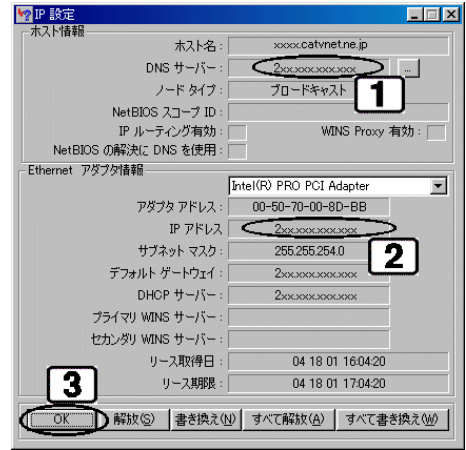 IP 設定
ホスト情報
ホスト名 : xxxx.catvnet.ne.jp
DNS サーバー : 2xx.xxx.xxx.xxx ...
1
ノード タイプ : ブロードキャスト
NetBIOS スコープ ID :
IP ルーティング有効 : WINS Proxy 有効 :
NetBIOS の解決に DNS を使用 :
Ethernet アダプタ情報
Intel(R) PRO PCI Adapter
アダプタ アドレス : 00-50-70-00-8D-BB
IP アドレス 2xx.xxx.xxx.xxx
2
サブネット マスク : 255.255.254.0
デフォルト ゲートウェイ : 2xx.xxx.xxx.xxx
DHCP サーバー : 2xx.xxx.xxx.xxx
プライマリ WINS サーバー :
セカンダリ WINS サーバー :
リース取得日 : 04 18 01 16:04:20
3
リース期限 : 04 18 01 17:04:20
OK 解放(S) 書き換え(N) すべて解放(A) すべて書き換え(W)